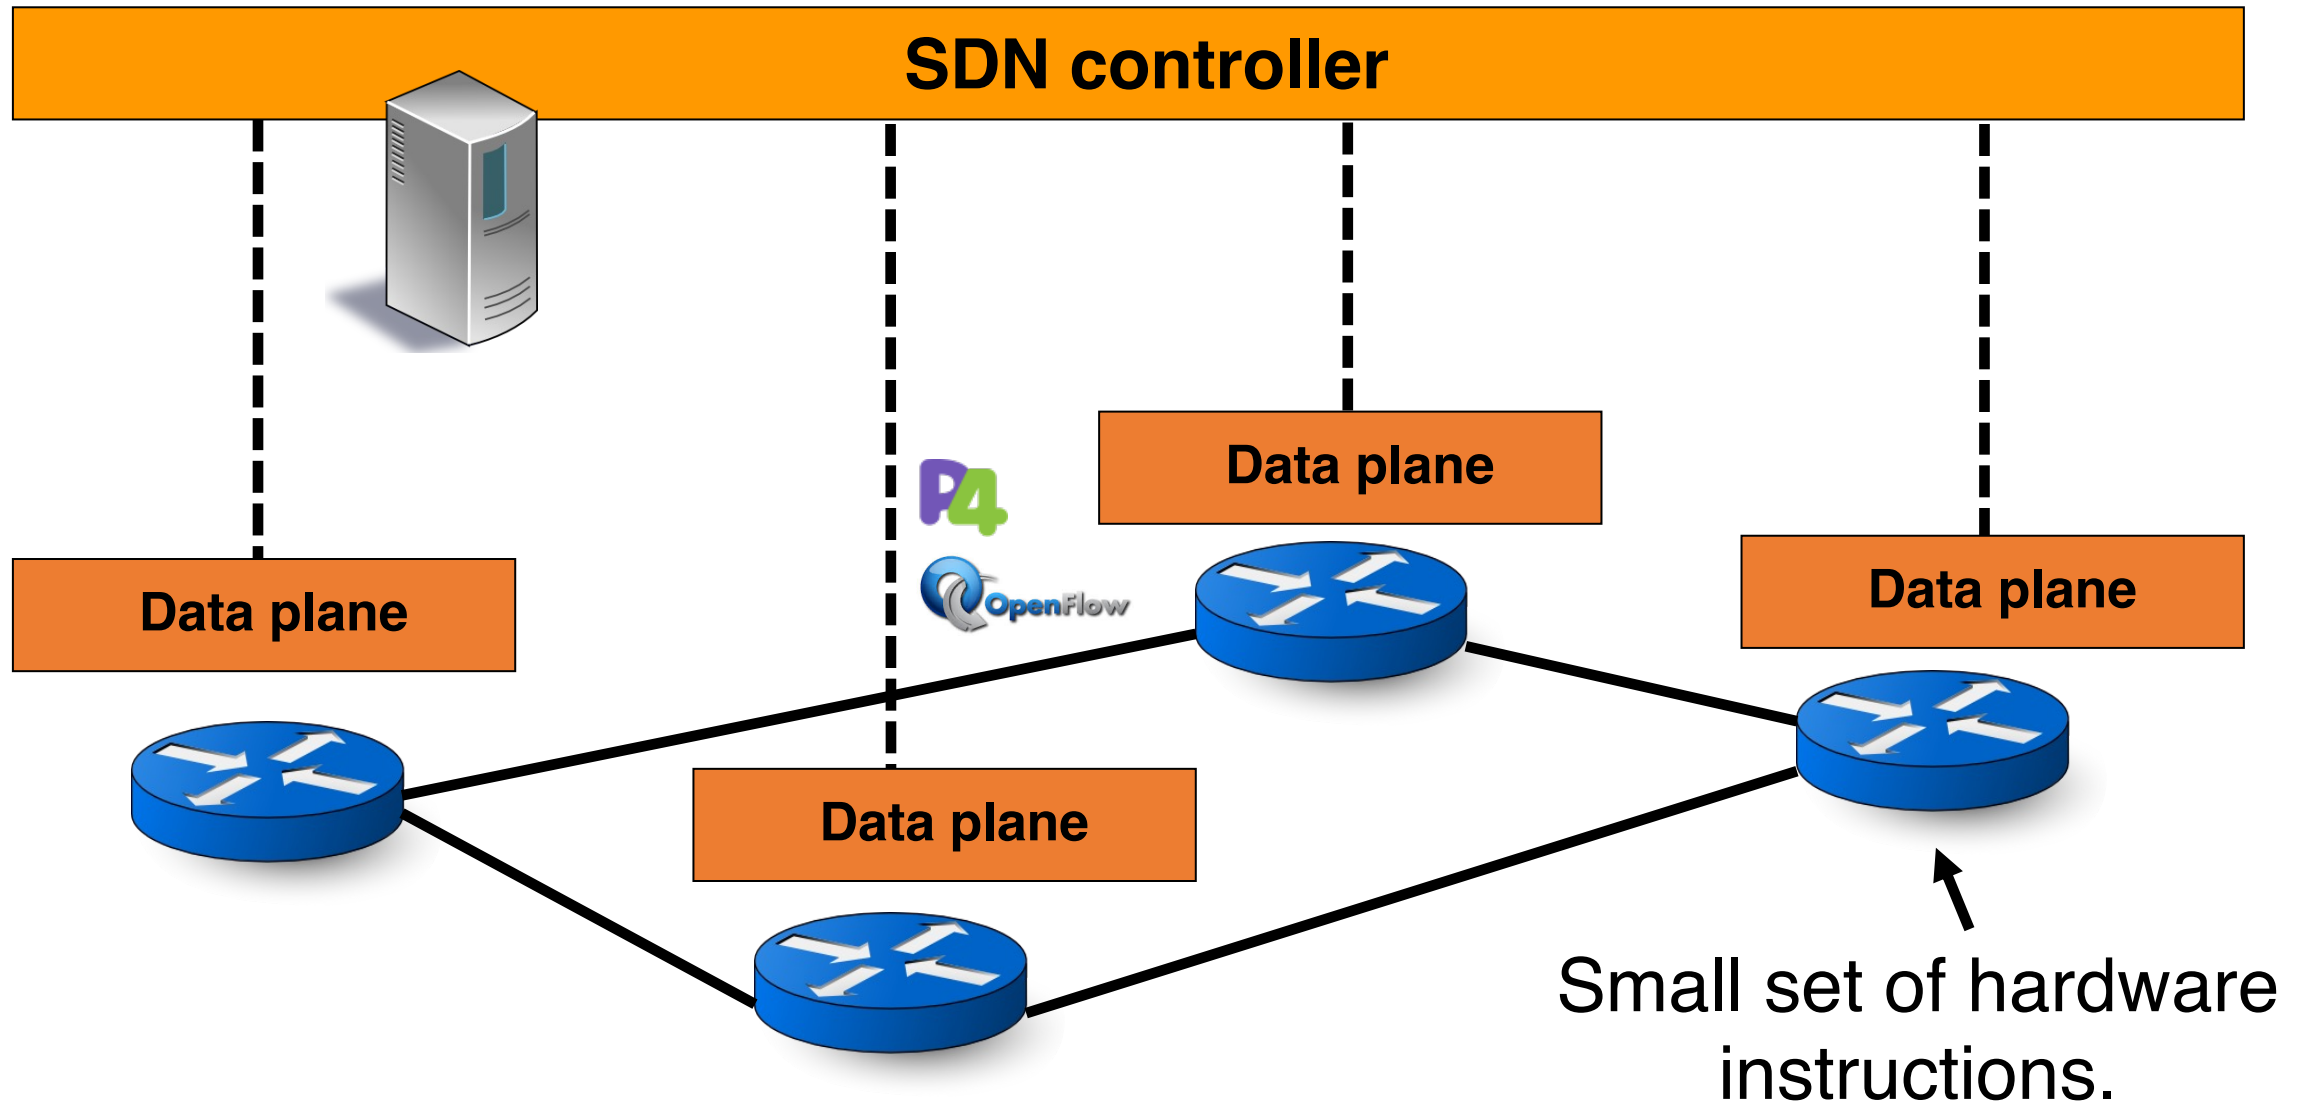 SDN controller
Data plane
P4
Data plane
OpenFlow
Data plane
Data plane
Small set of hardware
instructions.